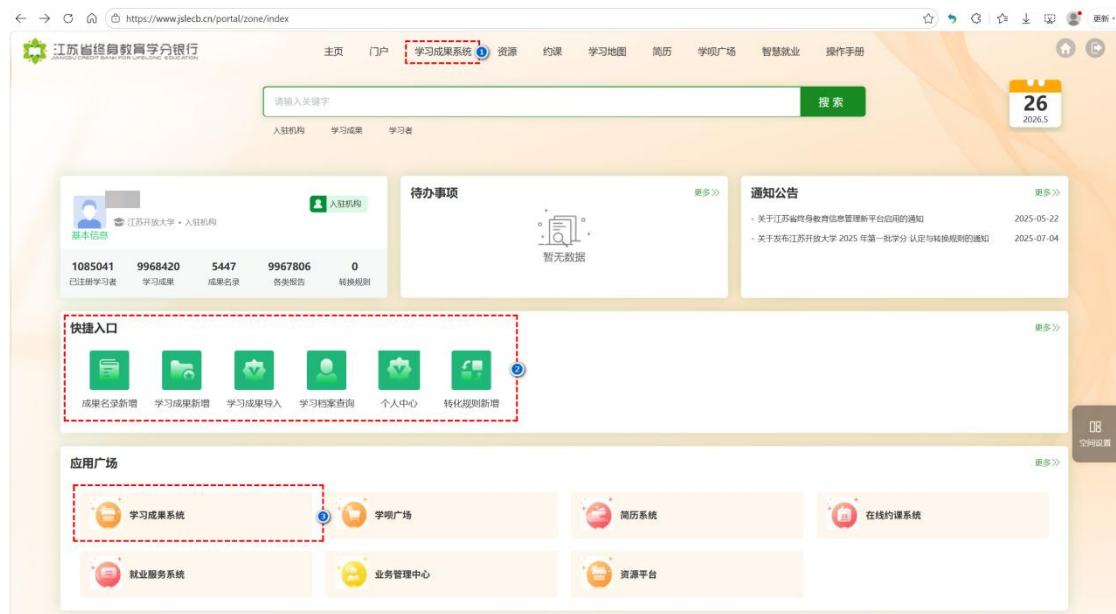 https://www.jslecb.cn/portal/zone/index
更新
江苏省终身教育学分银行
JIANGSU CREDIT BANK FOR LIFELONG EDUCATION
主页 门户 学习成果系统 1 资源 约课 学习地图 简历 学呗广场 智慧就业 操作手册
请输入关键字 搜索
入驻机构 学习成果 学习者
26
2026.5
入驻机构
江苏开放大学 • 入驻机构
基本信息
1085041 9968420 5447 9967806 0
已注册学习者 学习成果 成果名录 各类报告 转换规则
待办事项 更多>>
暂无数据
通知公告 更多>>
· 关于江苏省终身教育信息管理新平台启用的通知 2025-05-22
· 关于发布江苏开放大学 2025 年第一批学分 认定与转换规则的通知 2025-07-04
快捷入口 更多>>
2
成果名录新增 学习成果新增 学习成果导入 学习档案查询 个人中心 转化规则新增
空间设置
应用广场 更多>>
学习成果系统 3 学呗广场 简历系统 在线约课系统
就业服务系统 业务管理中心 资源平台